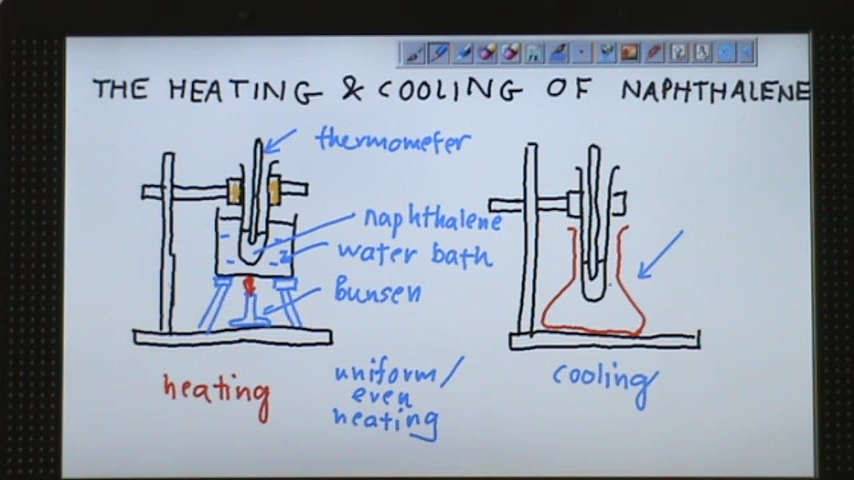 THE HEATING & COOLING OF NAPHTHALENE
thermometer
naphthalene
water bath
bunsen
heating
uniform/
even
heating
cooling